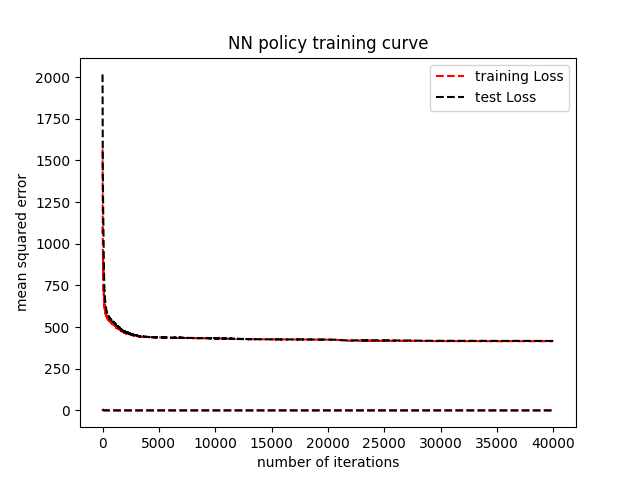 NN policy training curve
training Loss
test Loss
mean squared error
2000
1750
1500
1250
1000
750
500
250
0
0 5000 10000 15000 20000 25000 30000 35000 40000
number of iterations